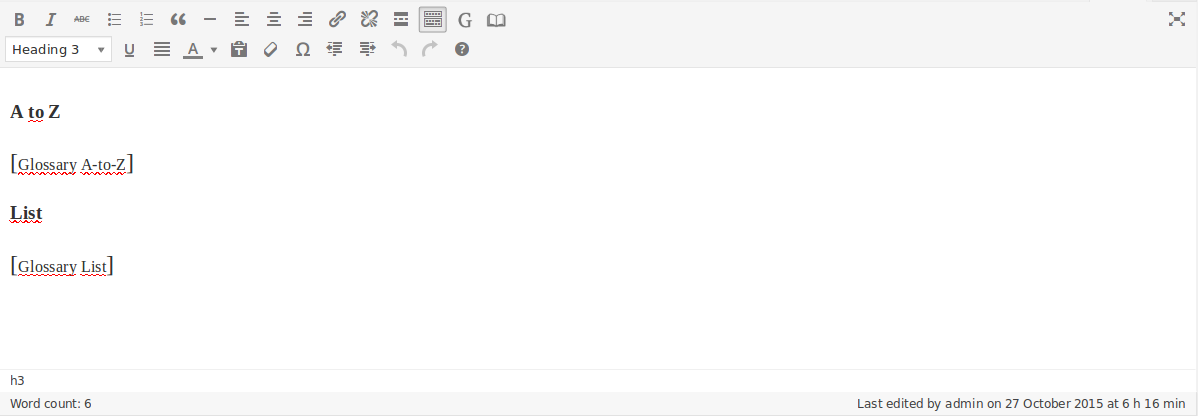 B I ABC G
Heading 3 U A T Ω ?
A to Z
[Glossary A-to-Z]
List
[Glossary List]
h3
Word count: 6 Last edited by admin on 27 October 2015 at 6 h 16 min